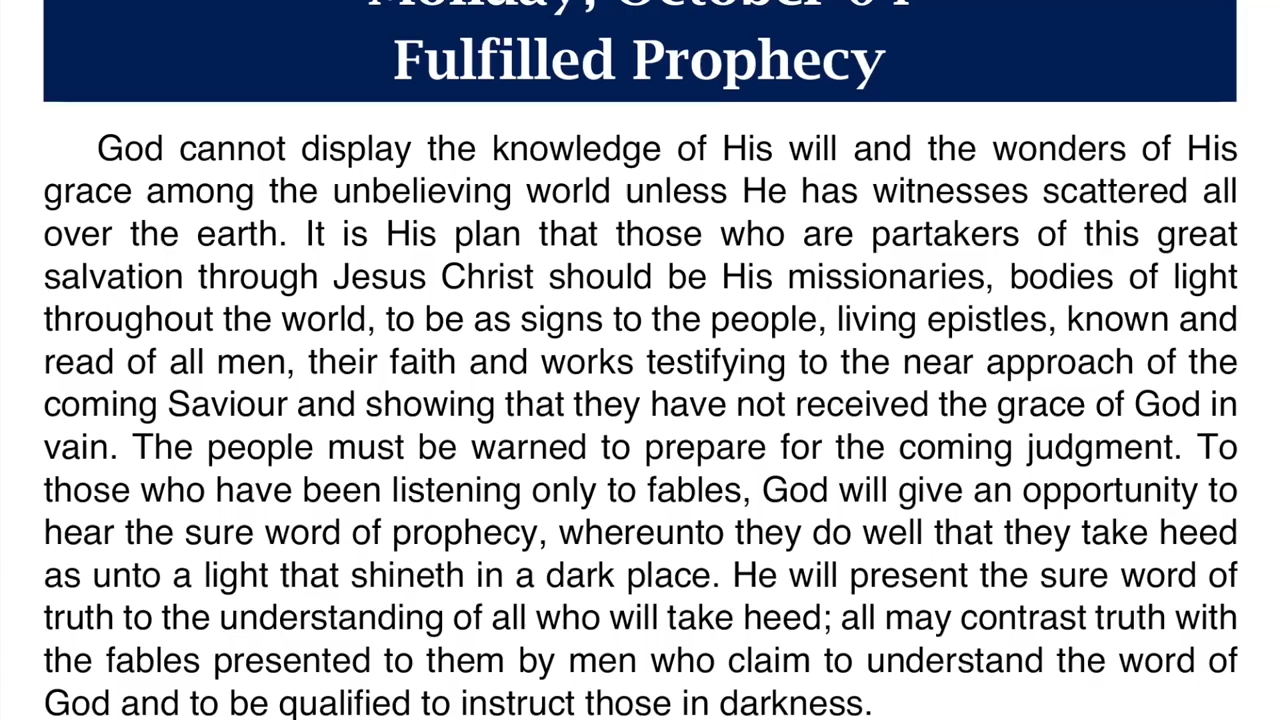 Monday, October 04
Fulfilled Prophecy
God cannot display the knowledge of His will and the wonders of His
grace among the unbelieving world unless He has witnesses scattered all
over the earth. It is His plan that those who are partakers of this great
salvation through Jesus Christ should be His missionaries, bodies of light
throughout the world, to be as signs to the people, living epistles, known and
read of all men, their faith and works testifying to the near approach of the
coming Saviour and showing that they have not received the grace of God in
vain. The people must be warned to prepare for the coming judgment. To
those who have been listening only to fables, God will give an opportunity to
hear the sure word of prophecy, whereunto they do well that they take heed
as unto a light that shineth in a dark place. He will present the sure word of
truth to the understanding of all who will take heed; all may contrast truth with
the fables presented to them by men who claim to understand the word of
God and to be qualified to instruct those in darkness.